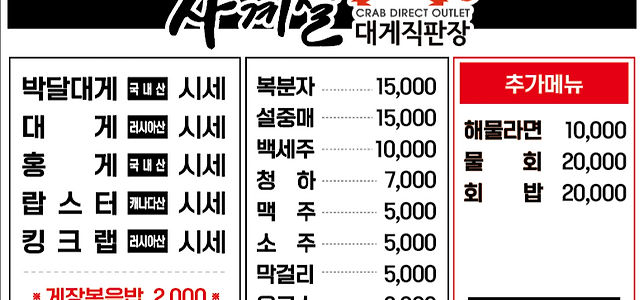 사계절
CRAB DIRECT OUTLET
대게직판장
박달대게 국내산 시세
대 게 러시아산 시세
홍 게 국내산 시세
랍스터 캐나다산 시세
킹크랩 러시아산 시세
※ 게장볶음밥 2,000 ※
복분자 15,000
설중매 15,000
백세주 10,000
청 하 7,000
맥 주 5,000
소 주 5,000
막걸리 5,000
추가메뉴
해물라면 10,000
물 회 20,000
회 밥 20,000